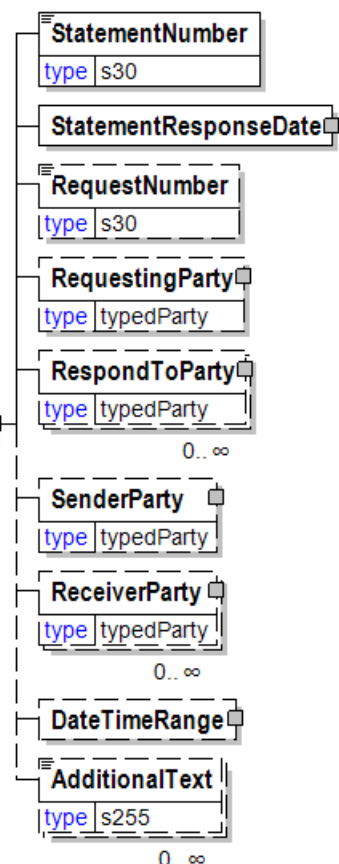 StatementNumber
type s30
StatementResponseDate
RequestNumber
type s30
RequestingParty
type typedParty
RespondToParty
type typedParty
0.. ∞
SenderParty
type typedParty
ReceiverParty
type typedParty
0.. ∞
DateTimeRange
AdditionalText
type s255
0.. ∞